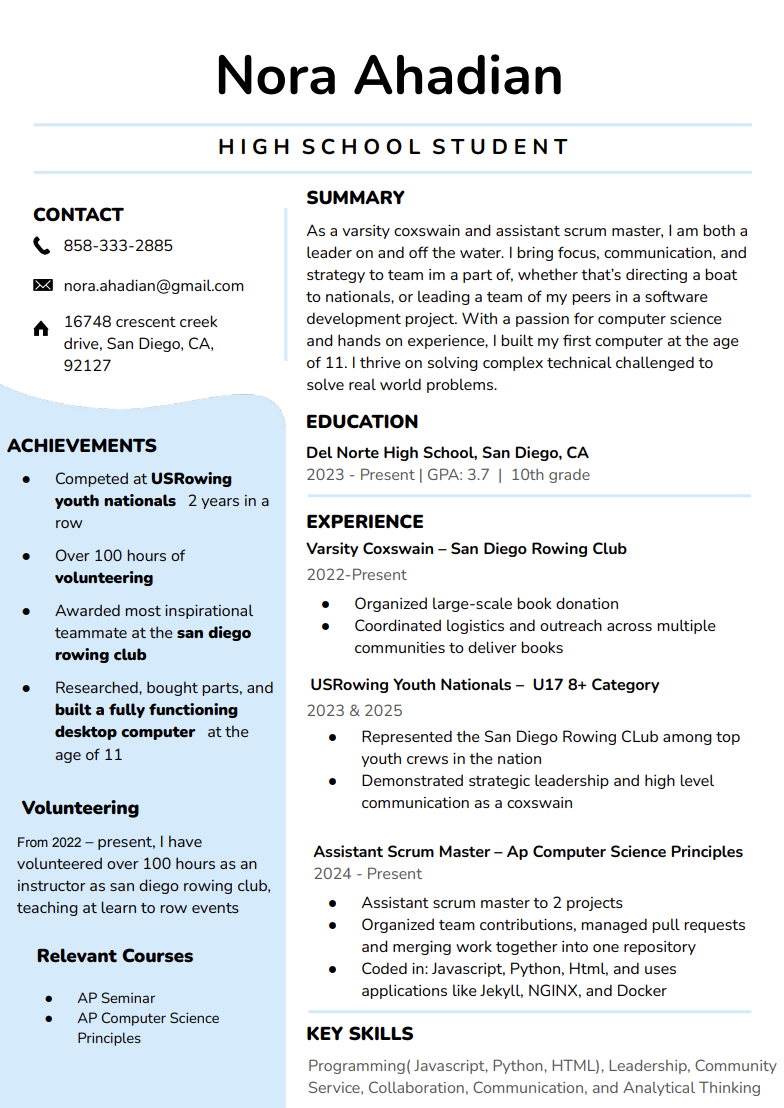 Nora Ahadian
HIGH SCHOOL STUDENT
CONTACT
858-333-2885
nora.ahadian@gmail.com
16748 crescent creek
drive, San Diego, CA,
92127
ACHIEVEMENTS
● Competed at USRowing
youth nationals 2 years in a
row
● Over 100 hours of
volunteering
● Awarded most inspirational
teammate at the san diego
rowing club
● Researched, bought parts, and
built a fully functioning
desktop computer at the
age of 11
Volunteering
From 2022 – present, I have
volunteered over 100 hours as an
instructor as san diego rowing club,
teaching at learn to row events
Relevant Courses
● AP Seminar
● AP Computer Science
Principles
SUMMARY
As a varsity coxswain and assistant scrum master, I am both a
leader on and off the water. I bring focus, communication, and
strategy to team im a part of, whether that’s directing a boat
to nationals, or leading a team of my peers in a software
development project. With a passion for computer science
and hands on experience, I built my first computer at the age
of 11. I thrive on solving complex technical challenged to
solve real world problems.
EDUCATION
Del Norte High School, San Diego, CA
2023 - Present | GPA: 3.7 | 10th grade
EXPERIENCE
Varsity Coxswain – San Diego Rowing Club
2022-Present
● Organized large-scale book donation
● Coordinated logistics and outreach across multiple
communities to deliver books
USRowing Youth Nationals – U17 8+ Category
2023 & 2025
● Represented the San Diego Rowing CLub among top
youth crews in the nation
● Demonstrated strategic leadership and high level
communication as a coxswain
Assistant Scrum Master – Ap Computer Science Principles
2024 - Present
● Assistant scrum master to 2 projects
● Organized team contributions, managed pull requests
and merging work together into one repository
● Coded in: Javascript, Python, Html, and uses
applications like Jekyll, NGINX, and Docker
KEY SKILLS
Programming( Javascript, Python, HTML), Leadership, Community
Service, Collaboration, Communication, and Analytical Thinking